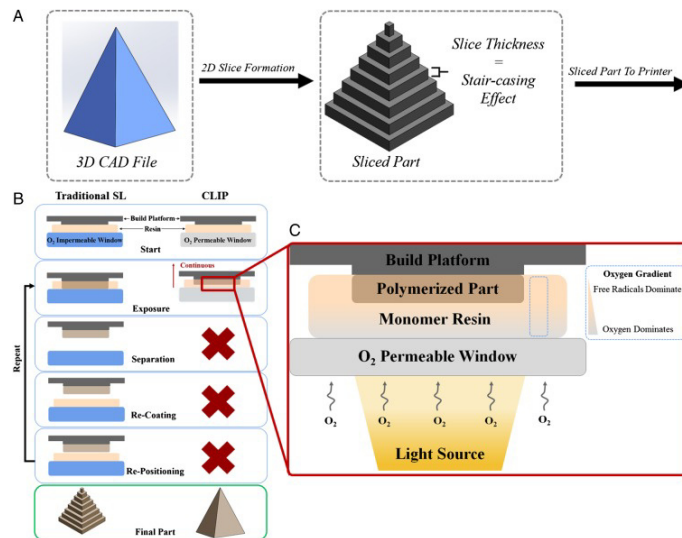 A
3D CAD File
2D Slice Formation
Slice Thickness
=
Stair-casing
Effect
Sliced Part
Sliced Part To Printer
B
Traditional SL
CLIP
Build Platform
Resin
O₂ Impermeable Window
O₂ Permeable Window
Start
Continuous
Exposure
Separation
Re-Coating
Re-Positioning
Repeat
Final Part
C
Build Platform
Polymerized Part
Monomer Resin
O₂ Permeable Window
O₂ O₂ O₂ O₂ O₂
Light Source
Oxygen Gradient
Free Radicals Dominate
Oxygen Dominates